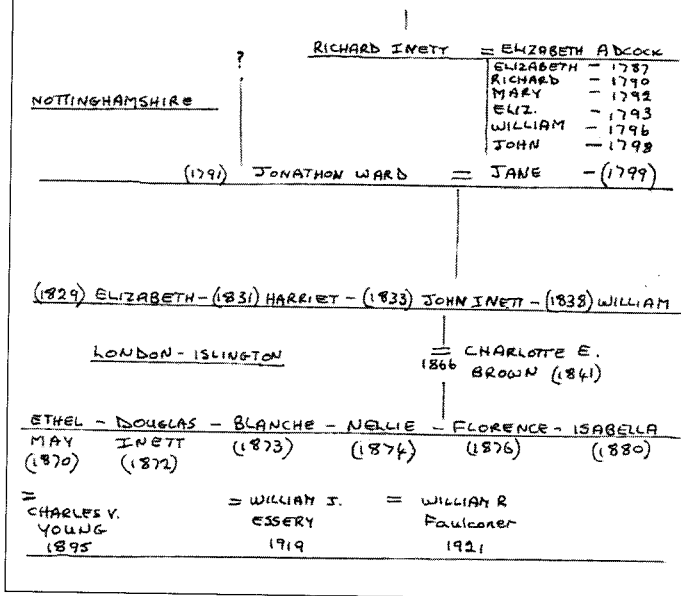 RICHARD INETT = ELIZABETH ADCOCK
?
ELIZABETH - 1787
RICHARD - 1790
MARY - 1792
NOTTINGHAMSHIRE
ELIZ. - 1793
WILLIAM - 1796
JOHN - 1798
(1791) JONATHON WARD = JANE - (1799)
(1829) ELIZABETH - (1831) HARRIET - (1833) JOHN INETT - (1838) WILLIAM
LONDON - ISLINGTON
= CHARLOTTE E.
1866 BROWN (1841)
ETHEL - DOUGLAS - BLANCHE - NELLIE - FLORENCE - ISABELLA
MAY INETT (1873) (1874) (1876) (1880)
(1870) (1872)
= = WILLIAM J. = WILLIAM R
CHARLES V. ESSERY Faulconer
YOUNG 1919 1921
1895